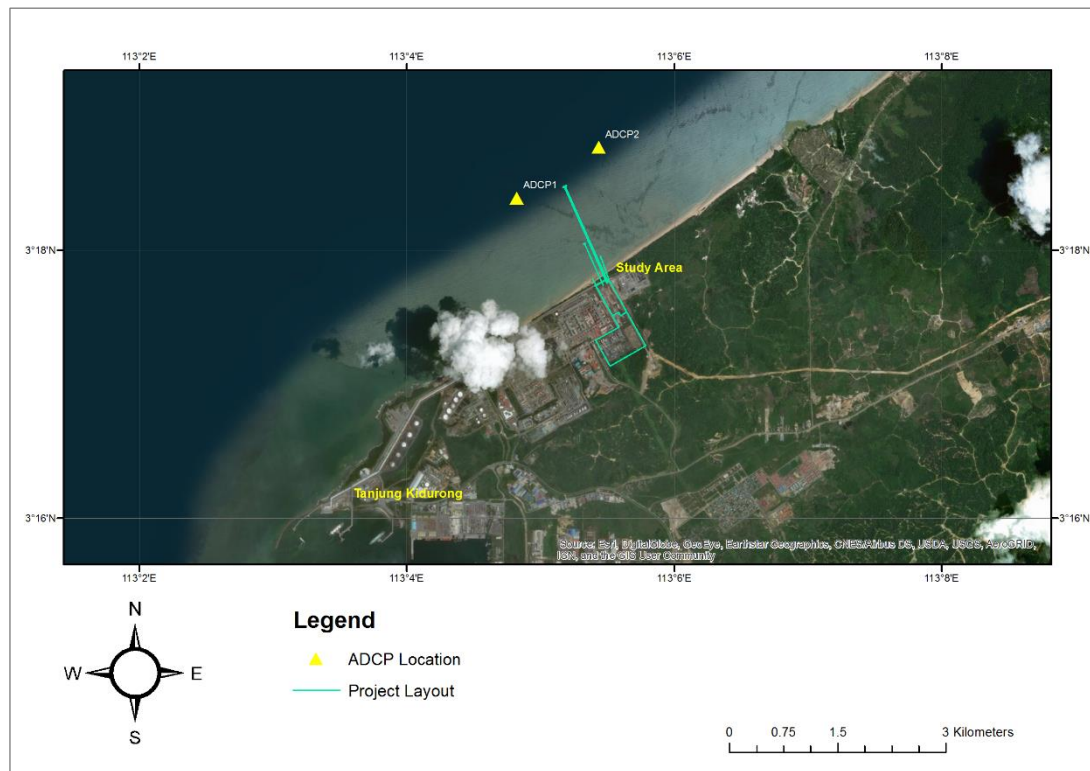 113°2'E 113°4'E 113°6'E 113°8'E
ADCP2
ADCP1
3°18'N 3°18'N
Study Area
Tanjung Kidurong
3°16'N 3°16'N
Source: Esri, DigitalGlobe, GeoEye, Earthstar Geographics, CNES/Airbus DS, USDA, USGS, AeroGRID,
IGN, and the GIS User Community
113°2'E 113°4'E 113°6'E 113°8'E
N
W E
S
Legend
ADCP Location
Project Layout
0 0.75 1.5 3 Kilometers